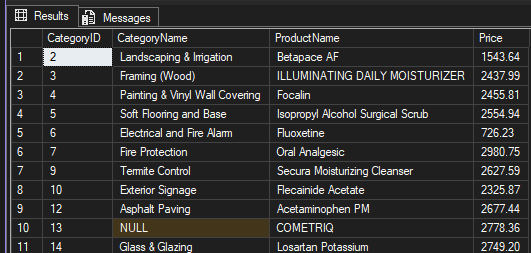 Results Messages
CategoryID CategoryName ProductName Price
1 2 Landscaping & Irrigation Betapace AF 1543.64
2 3 Framing (Wood) ILLUMINATING DAILY MOISTURIZER 2437.99
3 4 Painting & Vinyl Wall Covering Focalin 2455.81
4 5 Soft Flooring and Base Isopropyl Alcohol Surgical Scrub 2554.94
5 6 Electrical and Fire Alarm Fluoxetine 726.23
6 7 Fire Protection Oral Analgesic 2980.75
7 9 Termite Control Secura Moisturizing Cleanser 2627.59
8 10 Exterior Signage Flecainide Acetate 2325.87
9 12 Asphalt Paving Acetaminophen PM 2677.44
10 13 NULL COMETRIQ 2778.36
11 14 Glass & Glazing Losartan Potassium 2749.20